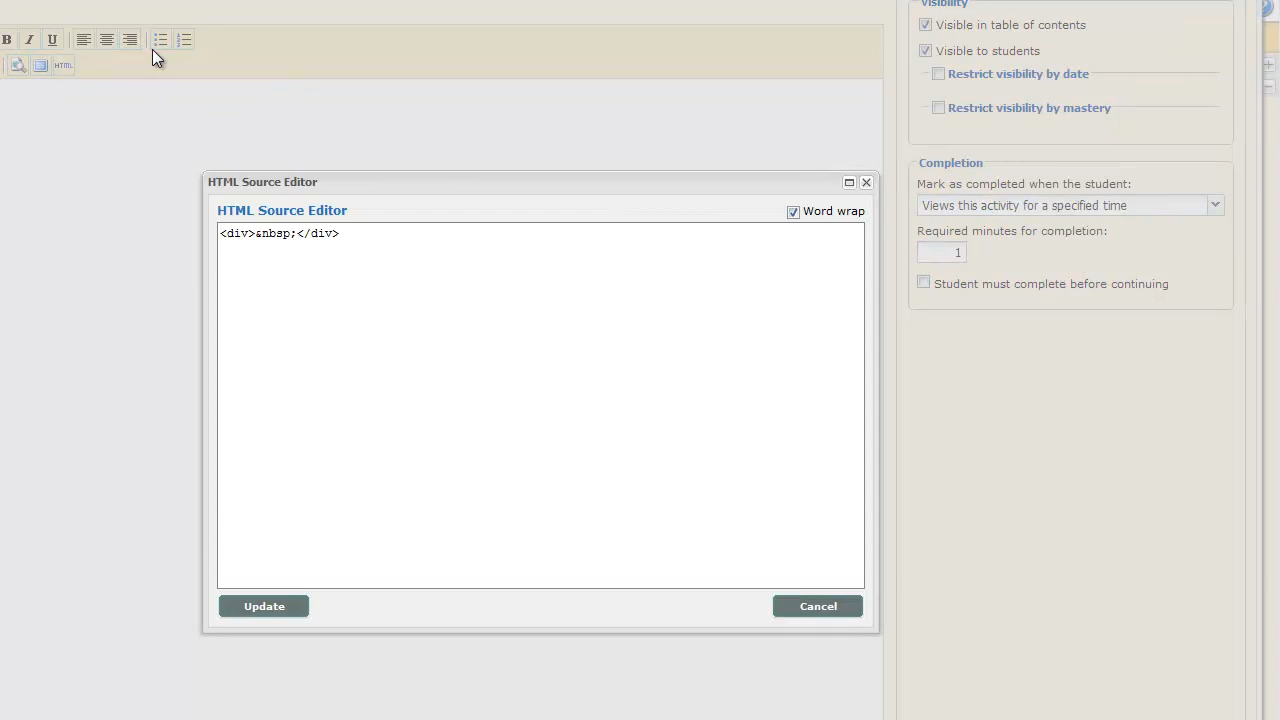 Visibility
Visible in table of contents
B I U
Visible to students
HTML
Restrict visibility by date
Restrict visibility by mastery
Completion
HTML Source Editor
Mark as completed when the student:
HTML Source Editor
Word wrap
Views this activity for a specified time
<div>&nbsp;</div>
Required minutes for completion:
1
Student must complete before continuing
Update
Cancel